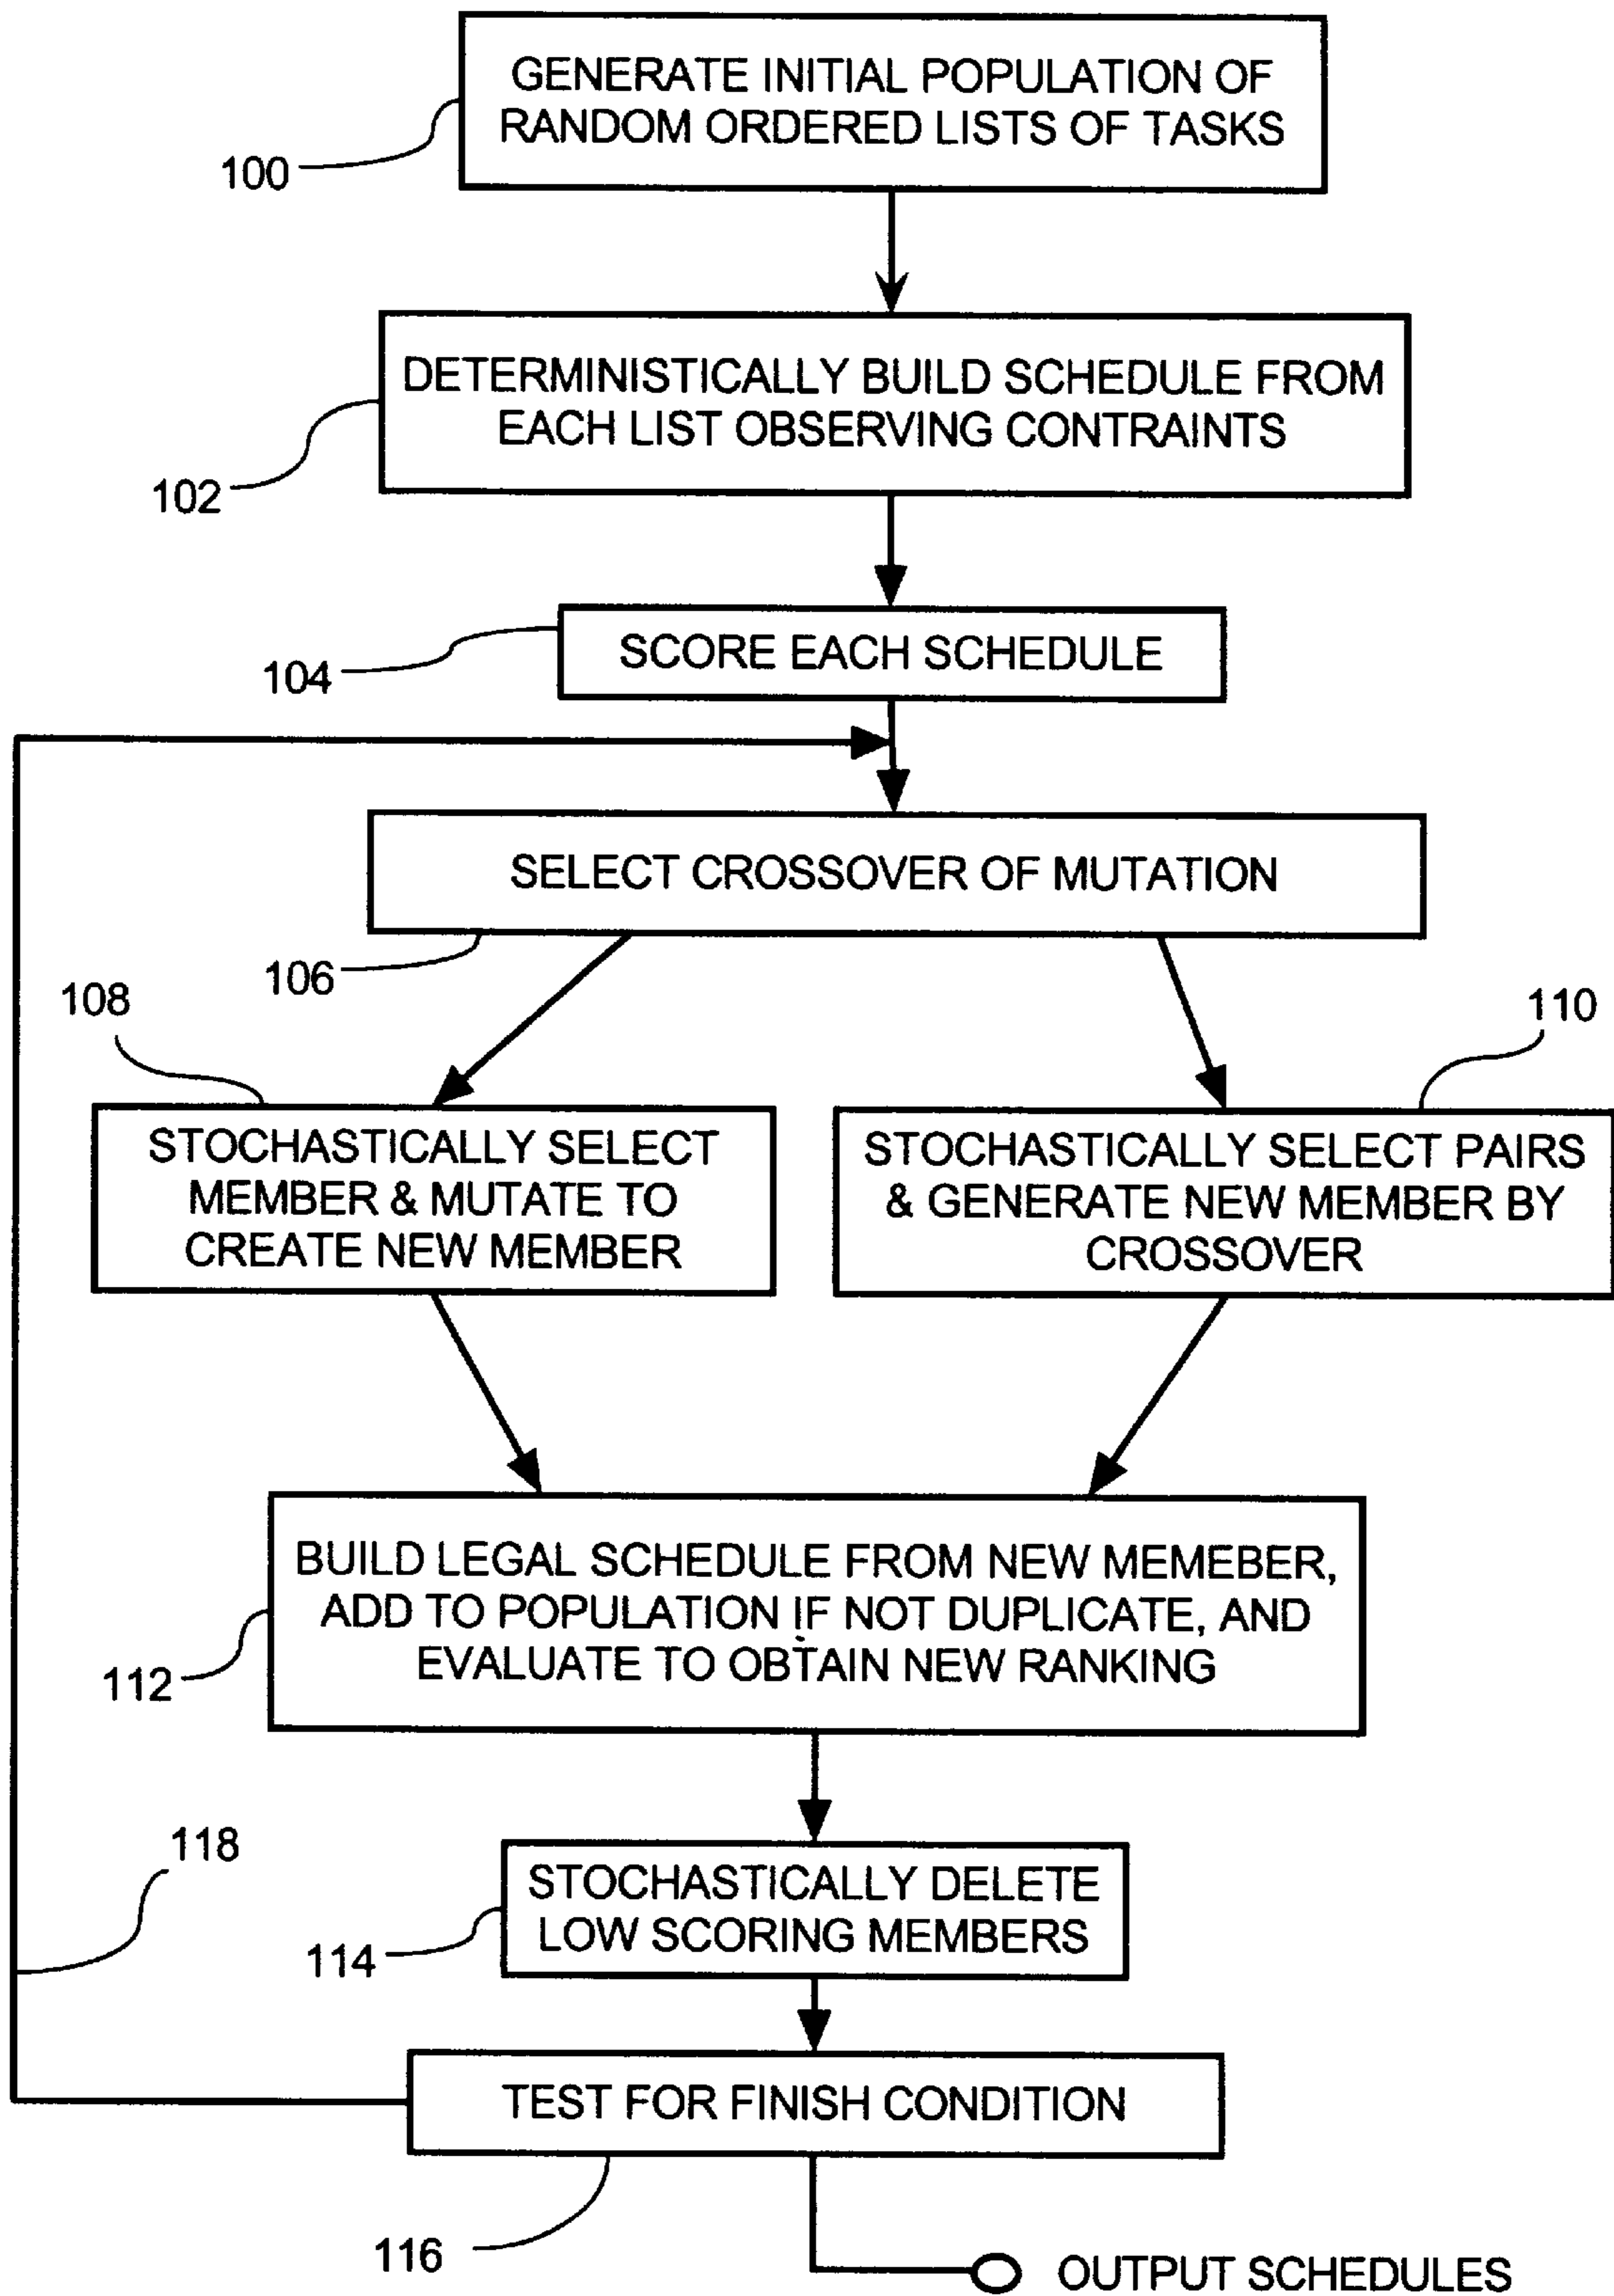 GENERATE INITIAL POPULATION OF
RANDOM ORDERED LISTS OF TASKS
100
DETERMINISTICALLY BUILD SCHEDULE FROM
EACH LIST OBSERVING CONTRAINTS
102
SCORE EACH SCHEDULE
104
SELECT CROSSOVER OF MUTATION
106
108
110
STOCHASTICALLY SELECT
MEMBER & MUTATE TO
CREATE NEW MEMBER
STOCHASTICALLY SELECT PAIRS
& GENERATE NEW MEMBER BY
CROSSOVER
BUILD LEGAL SCHEDULE FROM NEW MEMEBER,
ADD TO POPULATION IF NOT DUPLICATE, AND
EVALUATE TO OBTAIN NEW RANKING
112
118
STOCHASTICALLY DELETE
LOW SCORING MEMBERS
114
TEST FOR FINISH CONDITION
116
OUTPUT SCHEDULES